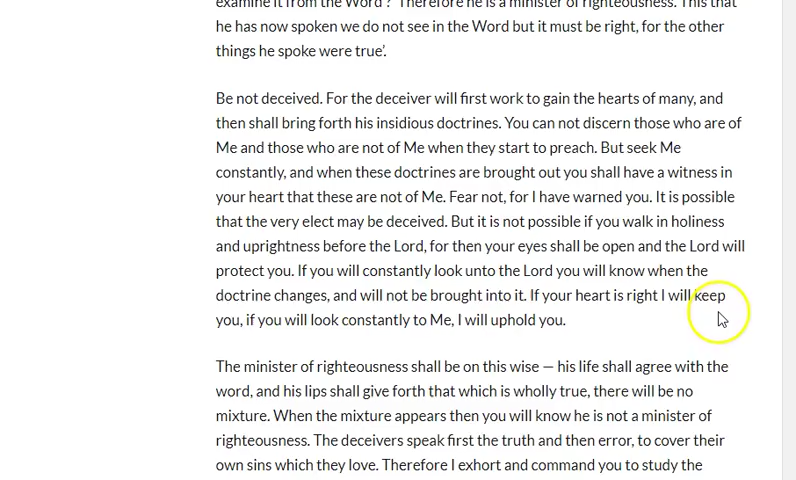 examine it from the Word'? 'Therefore he is a minister of righteousness. This that
he has now spoken we do not see in the Word but it must be right, for the other
things he spoke were true'.
Be not deceived. For the deceiver will first work to gain the hearts of many, and
then shall bring forth his insidious doctrines. You can not discern those who are of
Me and those who are not of Me when they start to preach. But seek Me
constantly, and when these doctrines are brought out you shall have a witness in
your heart that these are not of Me. Fear not, for I have warned you. It is possible
that the very elect may be deceived. But it is not possible if you walk in holiness
and uprightness before the Lord, for then your eyes shall be open and the Lord will
protect you. If you will constantly look unto the Lord you will know when the
doctrine changes, and will not be brought into it. If your heart is right I will keep
you, if you will look constantly to Me, I will uphold you.
The minister of righteousness shall be on this wise — his life shall agree with the
word, and his lips shall give forth that which is wholly true, there will be no
mixture. When the mixture appears then you will know he is not a minister of
righteousness. The deceivers speak first the truth and then error, to cover their
own sins which they love. Therefore I exhort and command you to study the